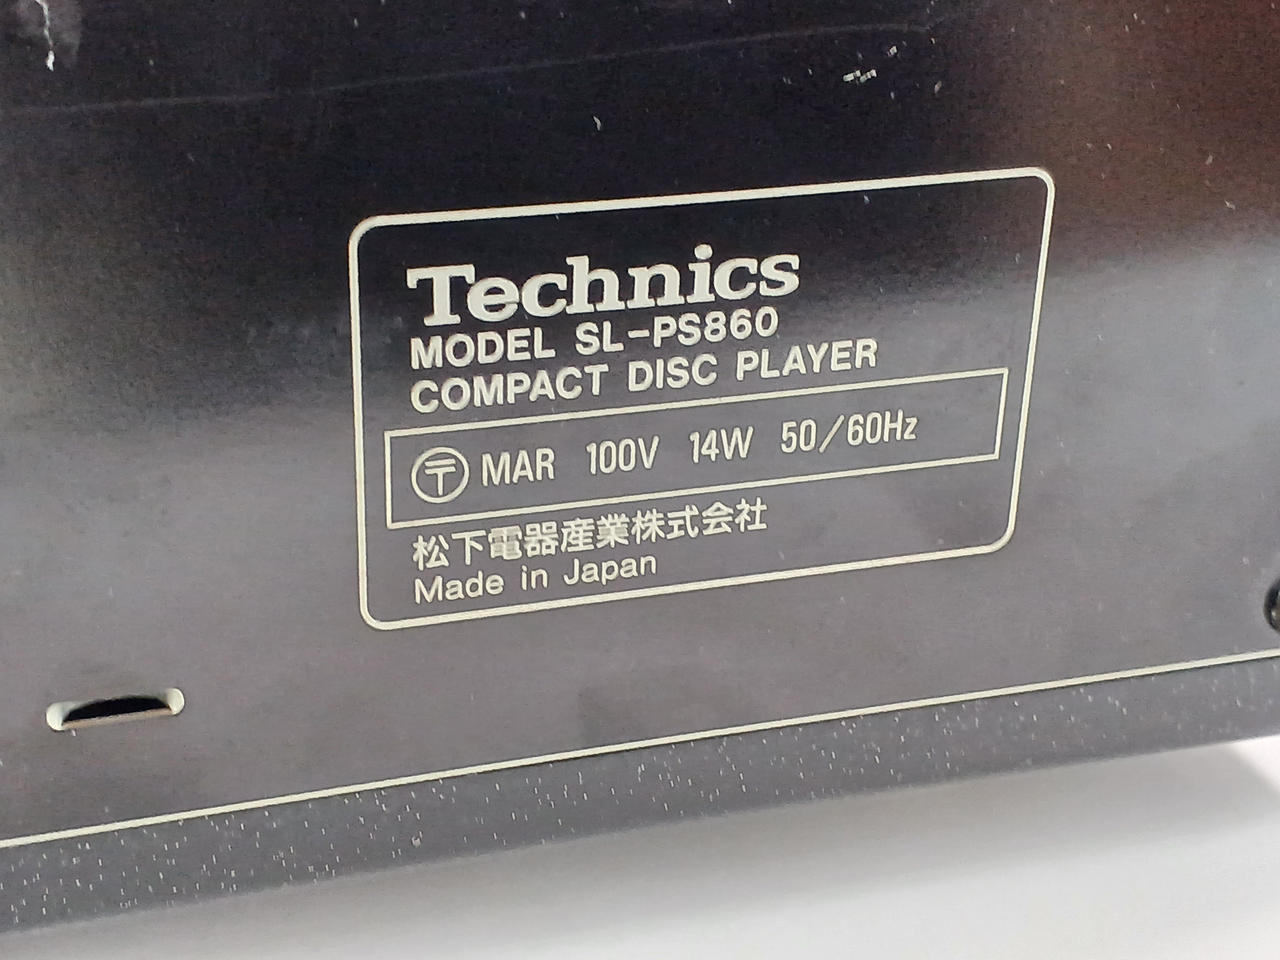 Technics
MODEL SL-PS860
COMPACT DISC PLAYER
〶 MAR 100V 14W 50/60Hz
松下電器産業株式会社
Made in Japan